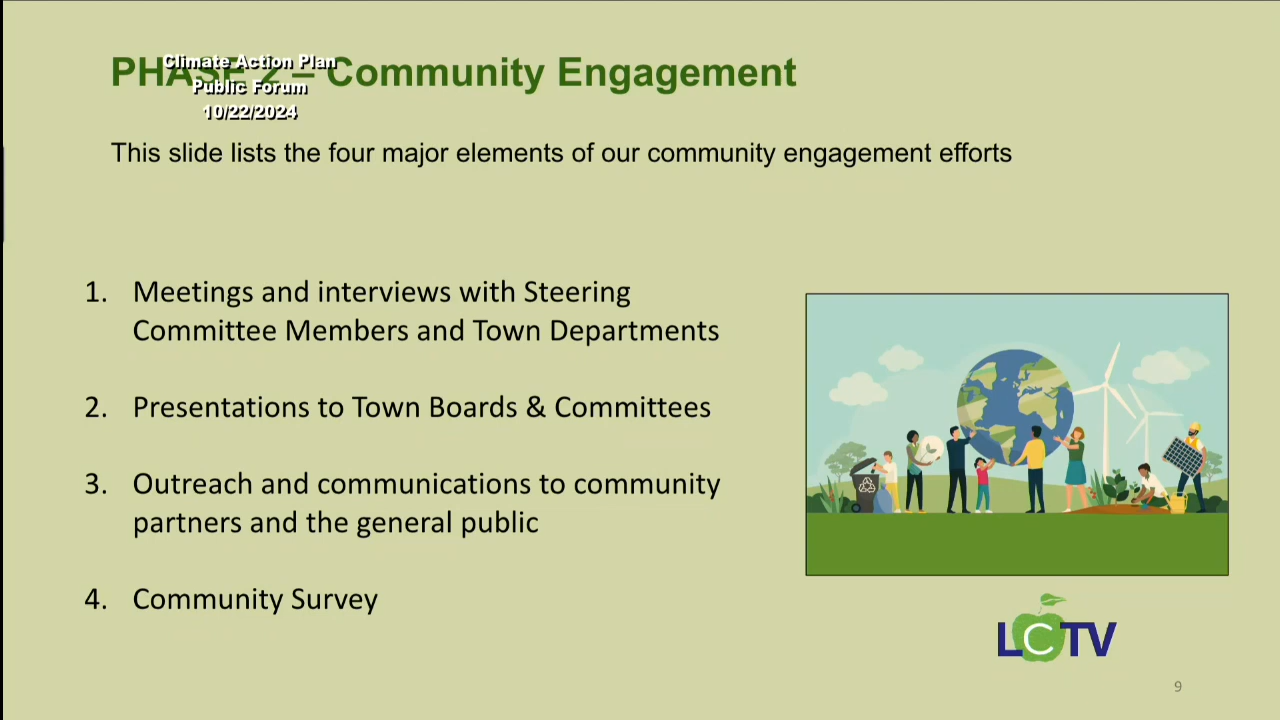 PHASE 2 – Community Engagement
Climate Action Plan
Public Forum
10/22/2024
This slide lists the four major elements of our community engagement efforts
1. Meetings and interviews with Steering
Committee Members and Town Departments
2. Presentations to Town Boards & Committees
3. Outreach and communications to community
partners and the general public
4. Community Survey
LCTV
9